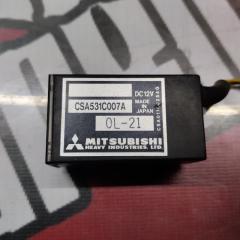 DC12V
CSA531C007A
MADE IN
JAPAN
OL-21
MITSUBISHI
HEAVY INDUSTRIES, LTD.